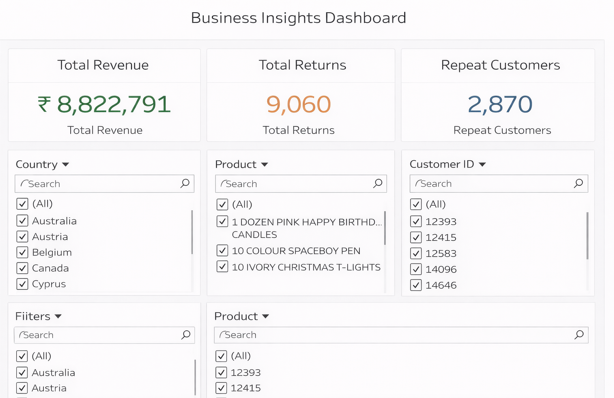 Business Insights Dashboard
Total Revenue
₹ 8,822,791
Total Revenue
Total Returns
9,060
Total Returns
Repeat Customers
2,870
Repeat Customers
Country
Search
(All)
Australia
Austria
Belgium
Canada
Cyprus
Product
Search
(All)
1 DOZEN PINK HAPPY BIRTHD...
CANDLES
10 COLOUR SPACEBOY PEN
10 IVORY CHRISTMAS T-LIGHTS
Customer ID
Search
(All)
12393
12415
12583
14096
14646
Fiiters
Search
(All)
Australia
Austria
Product
Search
(All)
12393
12415